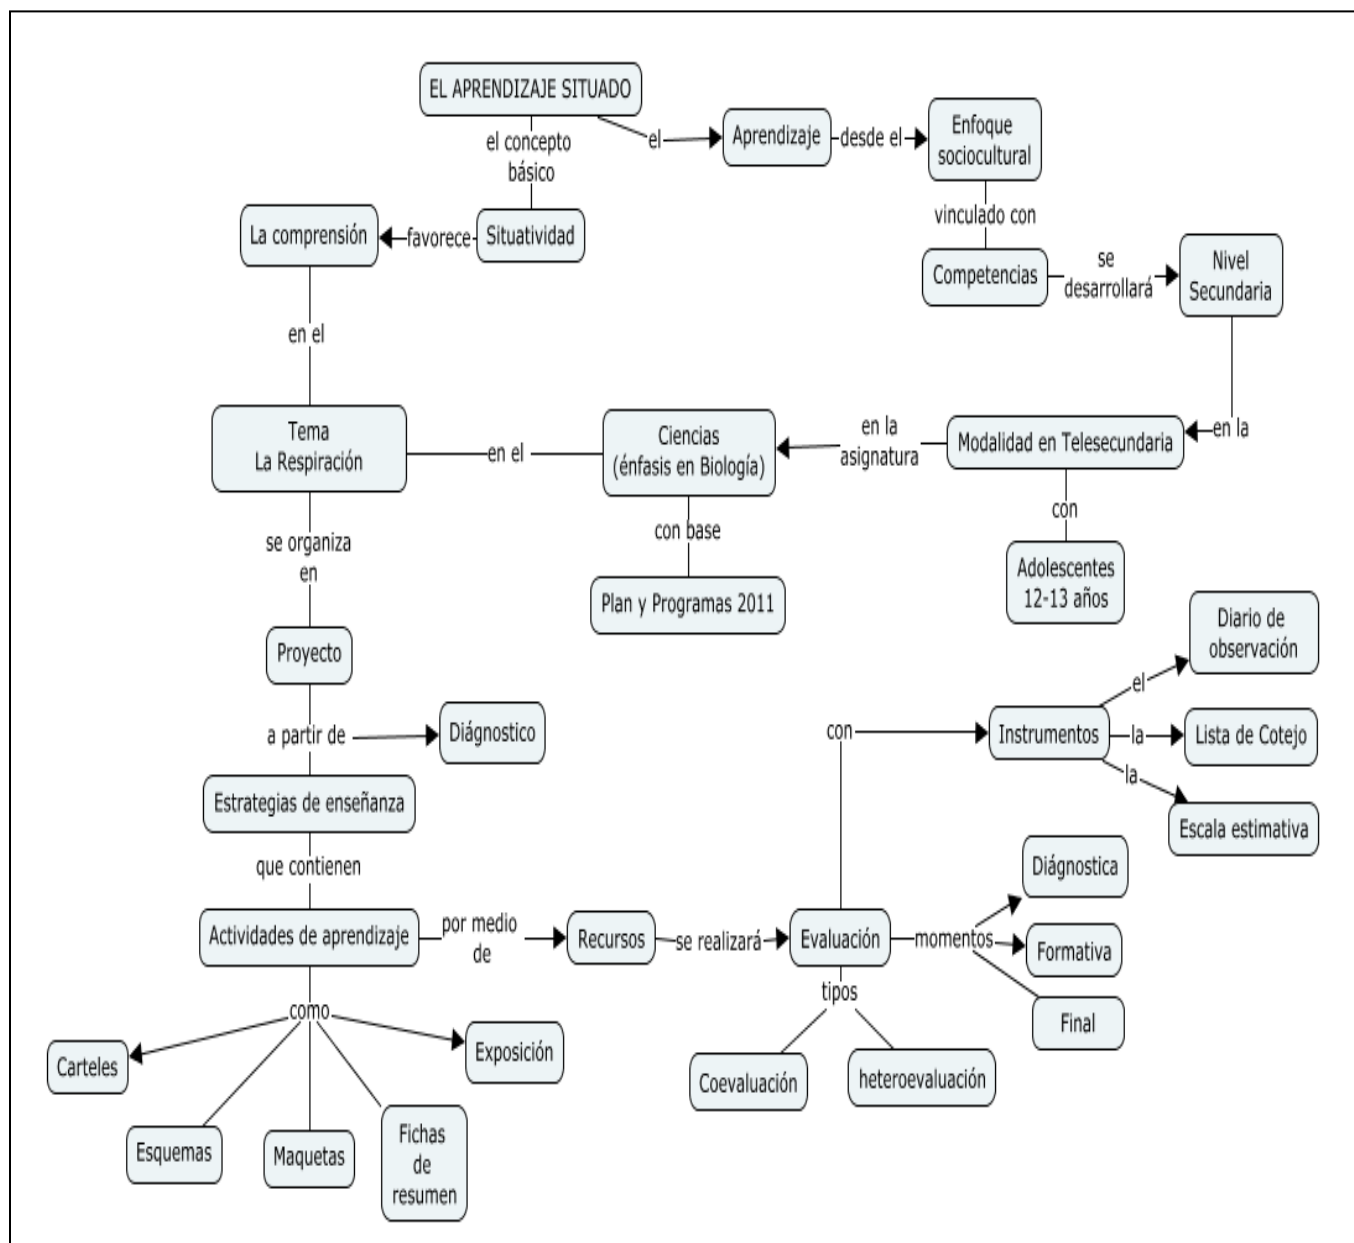 EL APRENDIZAJE SITUADO
el concepto
básico
el
Aprendizaje
desde el
Enfoque
sociocultural
vinculado con
La comprensión
favorece
Situatividad
Competencias
se
desarrollará
Nivel
Secundaria
en el
en la
Tema
La Respiración
en el
Ciencias
(énfasis en Biología)
en la
asignatura
Modalidad en Telesecundaria
con
Adolescentes
12-13 años
con base
Plan y Programas 2011
se organiza
en
Proyecto
a partir de
Diágnostico
Estrategias de enseñanza
que contienen
Actividades de aprendizaje
por medio
de
Recursos
se realizará
Evaluación
con
Instrumentos
el
Diario de
observación
la
Lista de Cotejo
la
Escala estimativa
momentos
Diágnostica
Formativa
Final
tipos
Coevaluación
heteroevaluación
como
Carteles
Esquemas
Maquetas
Fichas
de
resumen
Exposición